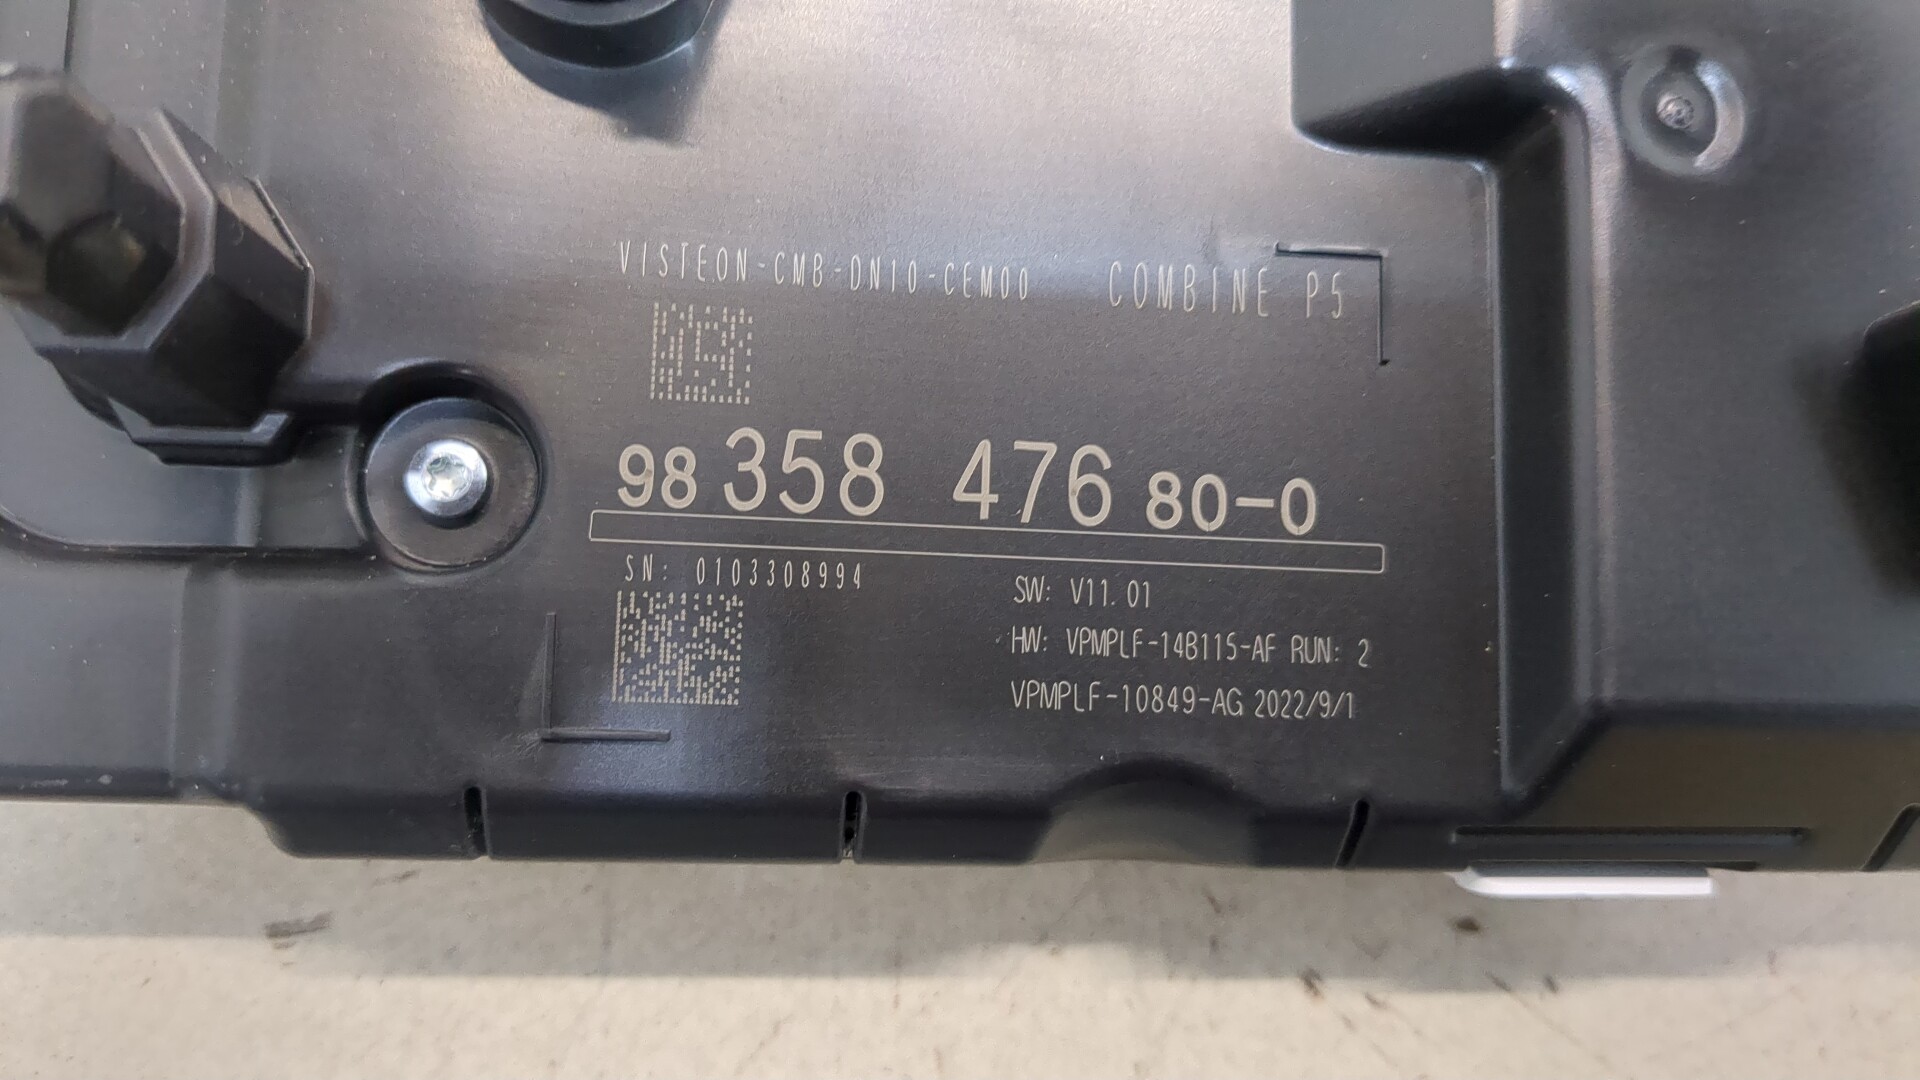 VISTEON-CMB-DN10-CEM00 COMBINE P5
98 358 476 80-0
SN: 0103308994
SW: V11.01
HW: VPMPLF-14B115-AF RUN: 2
VPMPLF-10849-AG 2022/9/1